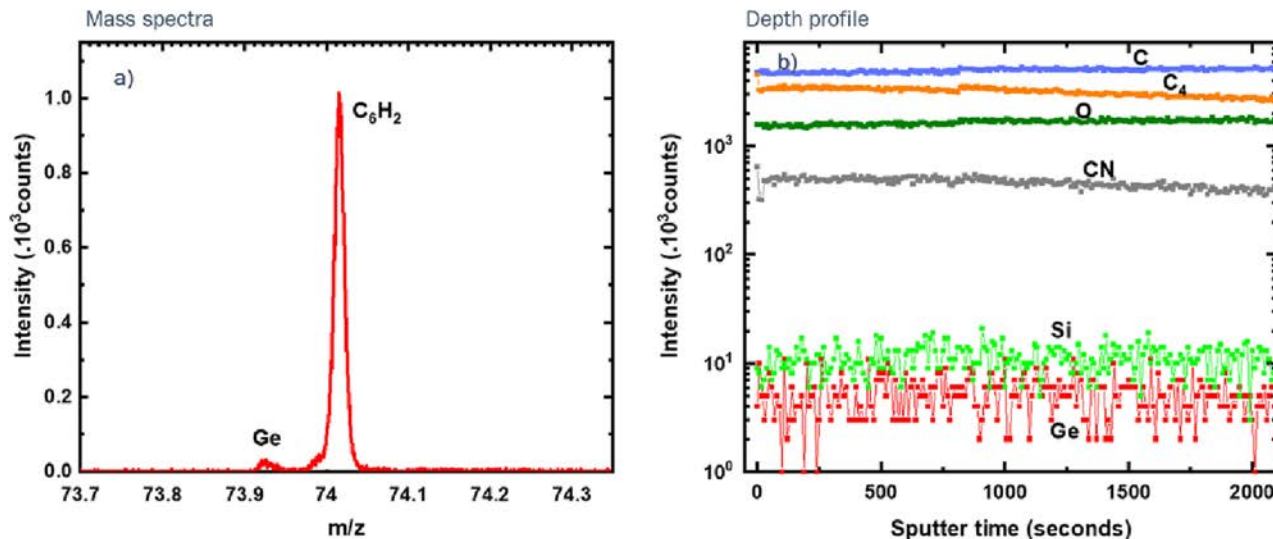 Mass spectra
a)
C₆H₂
Ge
Intensity (.10³counts)
1.0
0.8
0.6
0.4
0.2
0.0
73.7
73.8
73.9
74
74.1
74.2
74.3
m/z
Depth profile
b)
C
C₄
O
CN
Si
Ge
Intensity (.10³counts)
10³
10²
10¹
10⁰
0
500
1000
1500
2000
Sputter time (seconds)